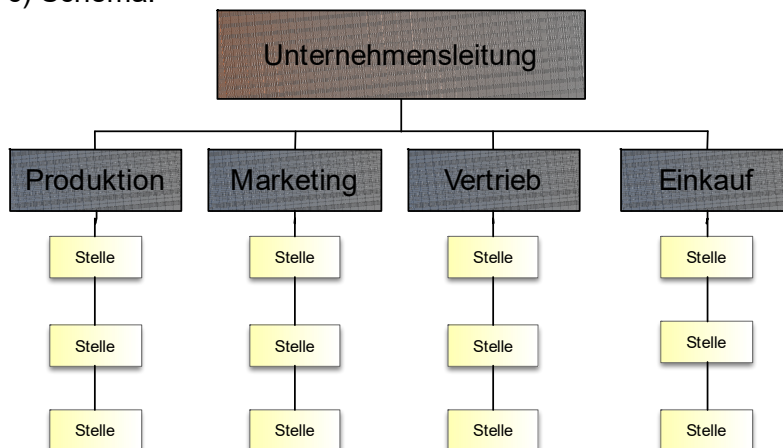 Schema:
Unternehmensleitung
Produktion Marketing Vertrieb Einkauf
Stelle Stelle Stelle Stelle
Stelle Stelle Stelle Stelle
Stelle Stelle Stelle Stelle